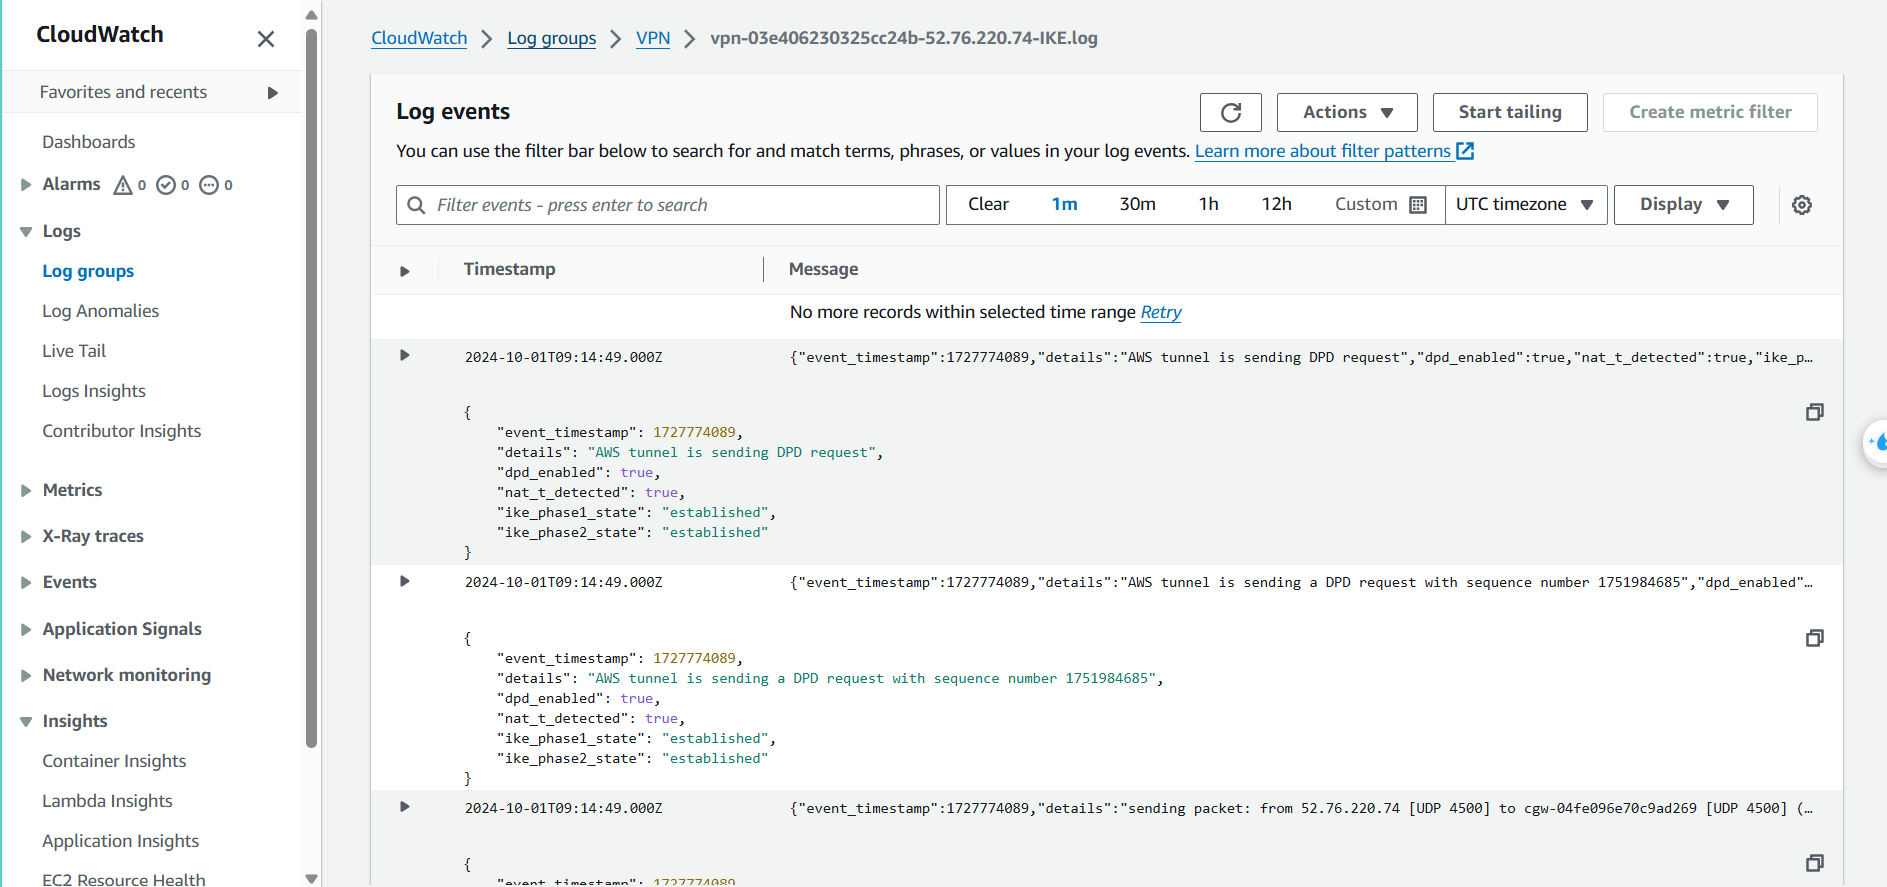 CloudWatch
Favorites and recents
Dashboards
Alarms 0 0 0
Logs
Log groups
Log Anomalies
Live Tail
Logs Insights
Contributor Insights
Metrics
X-Ray traces
Events
Application Signals
Network monitoring
Insights
Container Insights
Lambda Insights
Application Insights
EC2 Resource Health
CloudWatch > Log groups > VPN > vpn-03e406230325cc24b-52.76.220.74-IKE.log
Log events
Actions
Start tailing
Create metric filter
You can use the filter bar below to search for and match terms, phrases, or values in your log events. Learn more about filter patterns
Filter events - press enter to search
Clear 1m 30m 1h 12h Custom UTC timezone Display
Timestamp Message
No more records within selected time range Retry
2024-10-01T09:14:49.000Z {"event_timestamp":1727774089,"details":"AWS tunnel is sending DPD request","dpd_enabled":true,"nat_t_detected":true,"ike_p…
{
"event_timestamp": 1727774089,
"details": "AWS tunnel is sending DPD request",
"dpd_enabled": true,
"nat_t_detected": true,
"ike_phase1_state": "established",
"ike_phase2_state": "established"
}
2024-10-01T09:14:49.000Z {"event_timestamp":1727774089,"details":"AWS tunnel is sending a DPD request with sequence number 1751984685","dpd_enabled"…
{
"event_timestamp": 1727774089,
"details": "AWS tunnel is sending a DPD request with sequence number 1751984685",
"dpd_enabled": true,
"nat_t_detected": true,
"ike_phase1_state": "established",
"ike_phase2_state": "established"
}
2024-10-01T09:14:49.000Z {"event_timestamp":1727774089,"details":"sending packet: from 52.76.220.74 [UDP 4500] to cgw-04fe096e70c9ad269 [UDP 4500] (…
{
"event_timestamp": 1727774089,